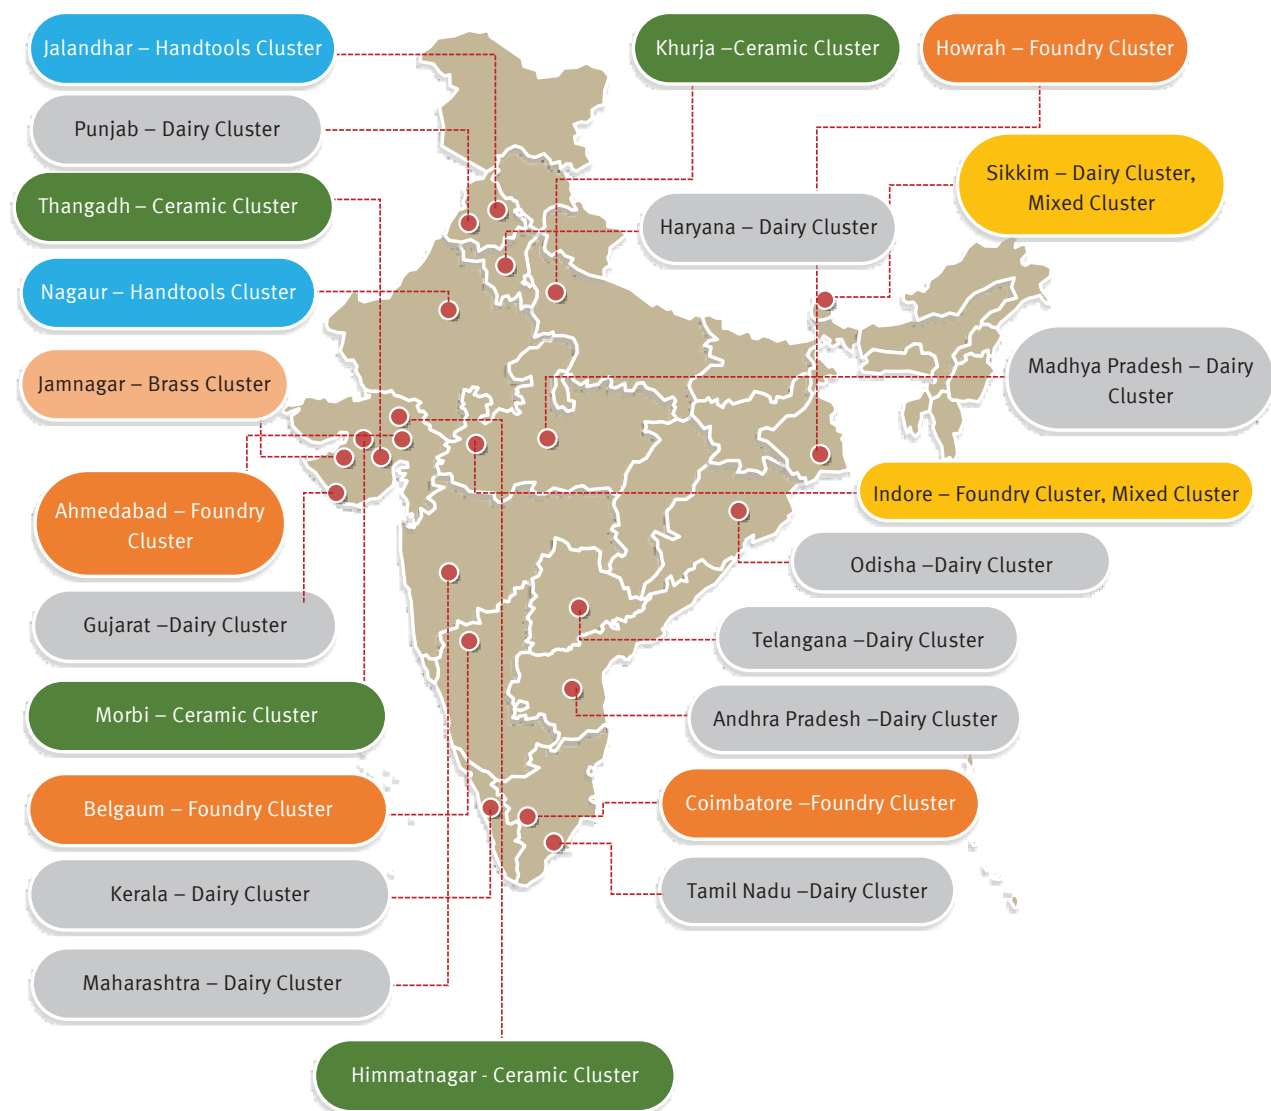 Jalandhar – Handtools Cluster
Khurja –Ceramic Cluster
Howrah – Foundry Cluster
Punjab – Dairy Cluster
Sikkim – Dairy Cluster,
Mixed Cluster
Thangadh – Ceramic Cluster
Haryana – Dairy Cluster
Nagaur – Handtools Cluster
Jamnagar – Brass Cluster
Madhya Pradesh – Dairy
Cluster
Ahmedabad – Foundry
Cluster
Indore – Foundry Cluster, Mixed Cluster
Odisha –Dairy Cluster
Gujarat –Dairy Cluster
Telangana –Dairy Cluster
Morbi – Ceramic Cluster
Andhra Pradesh –Dairy Cluster
Belgaum – Foundry Cluster
Coimbatore –Foundry Cluster
Kerala – Dairy Cluster
Tamil Nadu –Dairy Cluster
Maharashtra – Dairy Cluster
Himmatnagar - Ceramic Cluster